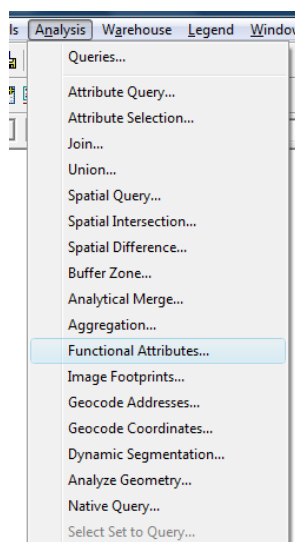 ls Analysis Warehouse Legend Windo
Queries...
Attribute Query...
Attribute Selection...
Join...
Union...
Spatial Query...
Spatial Intersection...
Spatial Difference...
Buffer Zone...
Analytical Merge...
Aggregation...
Functional Attributes...
Image Footprints...
Geocode Addresses...
Geocode Coordinates...
Dynamic Segmentation...
Analyze Geometry...
Native Query...
Select Set to Query...